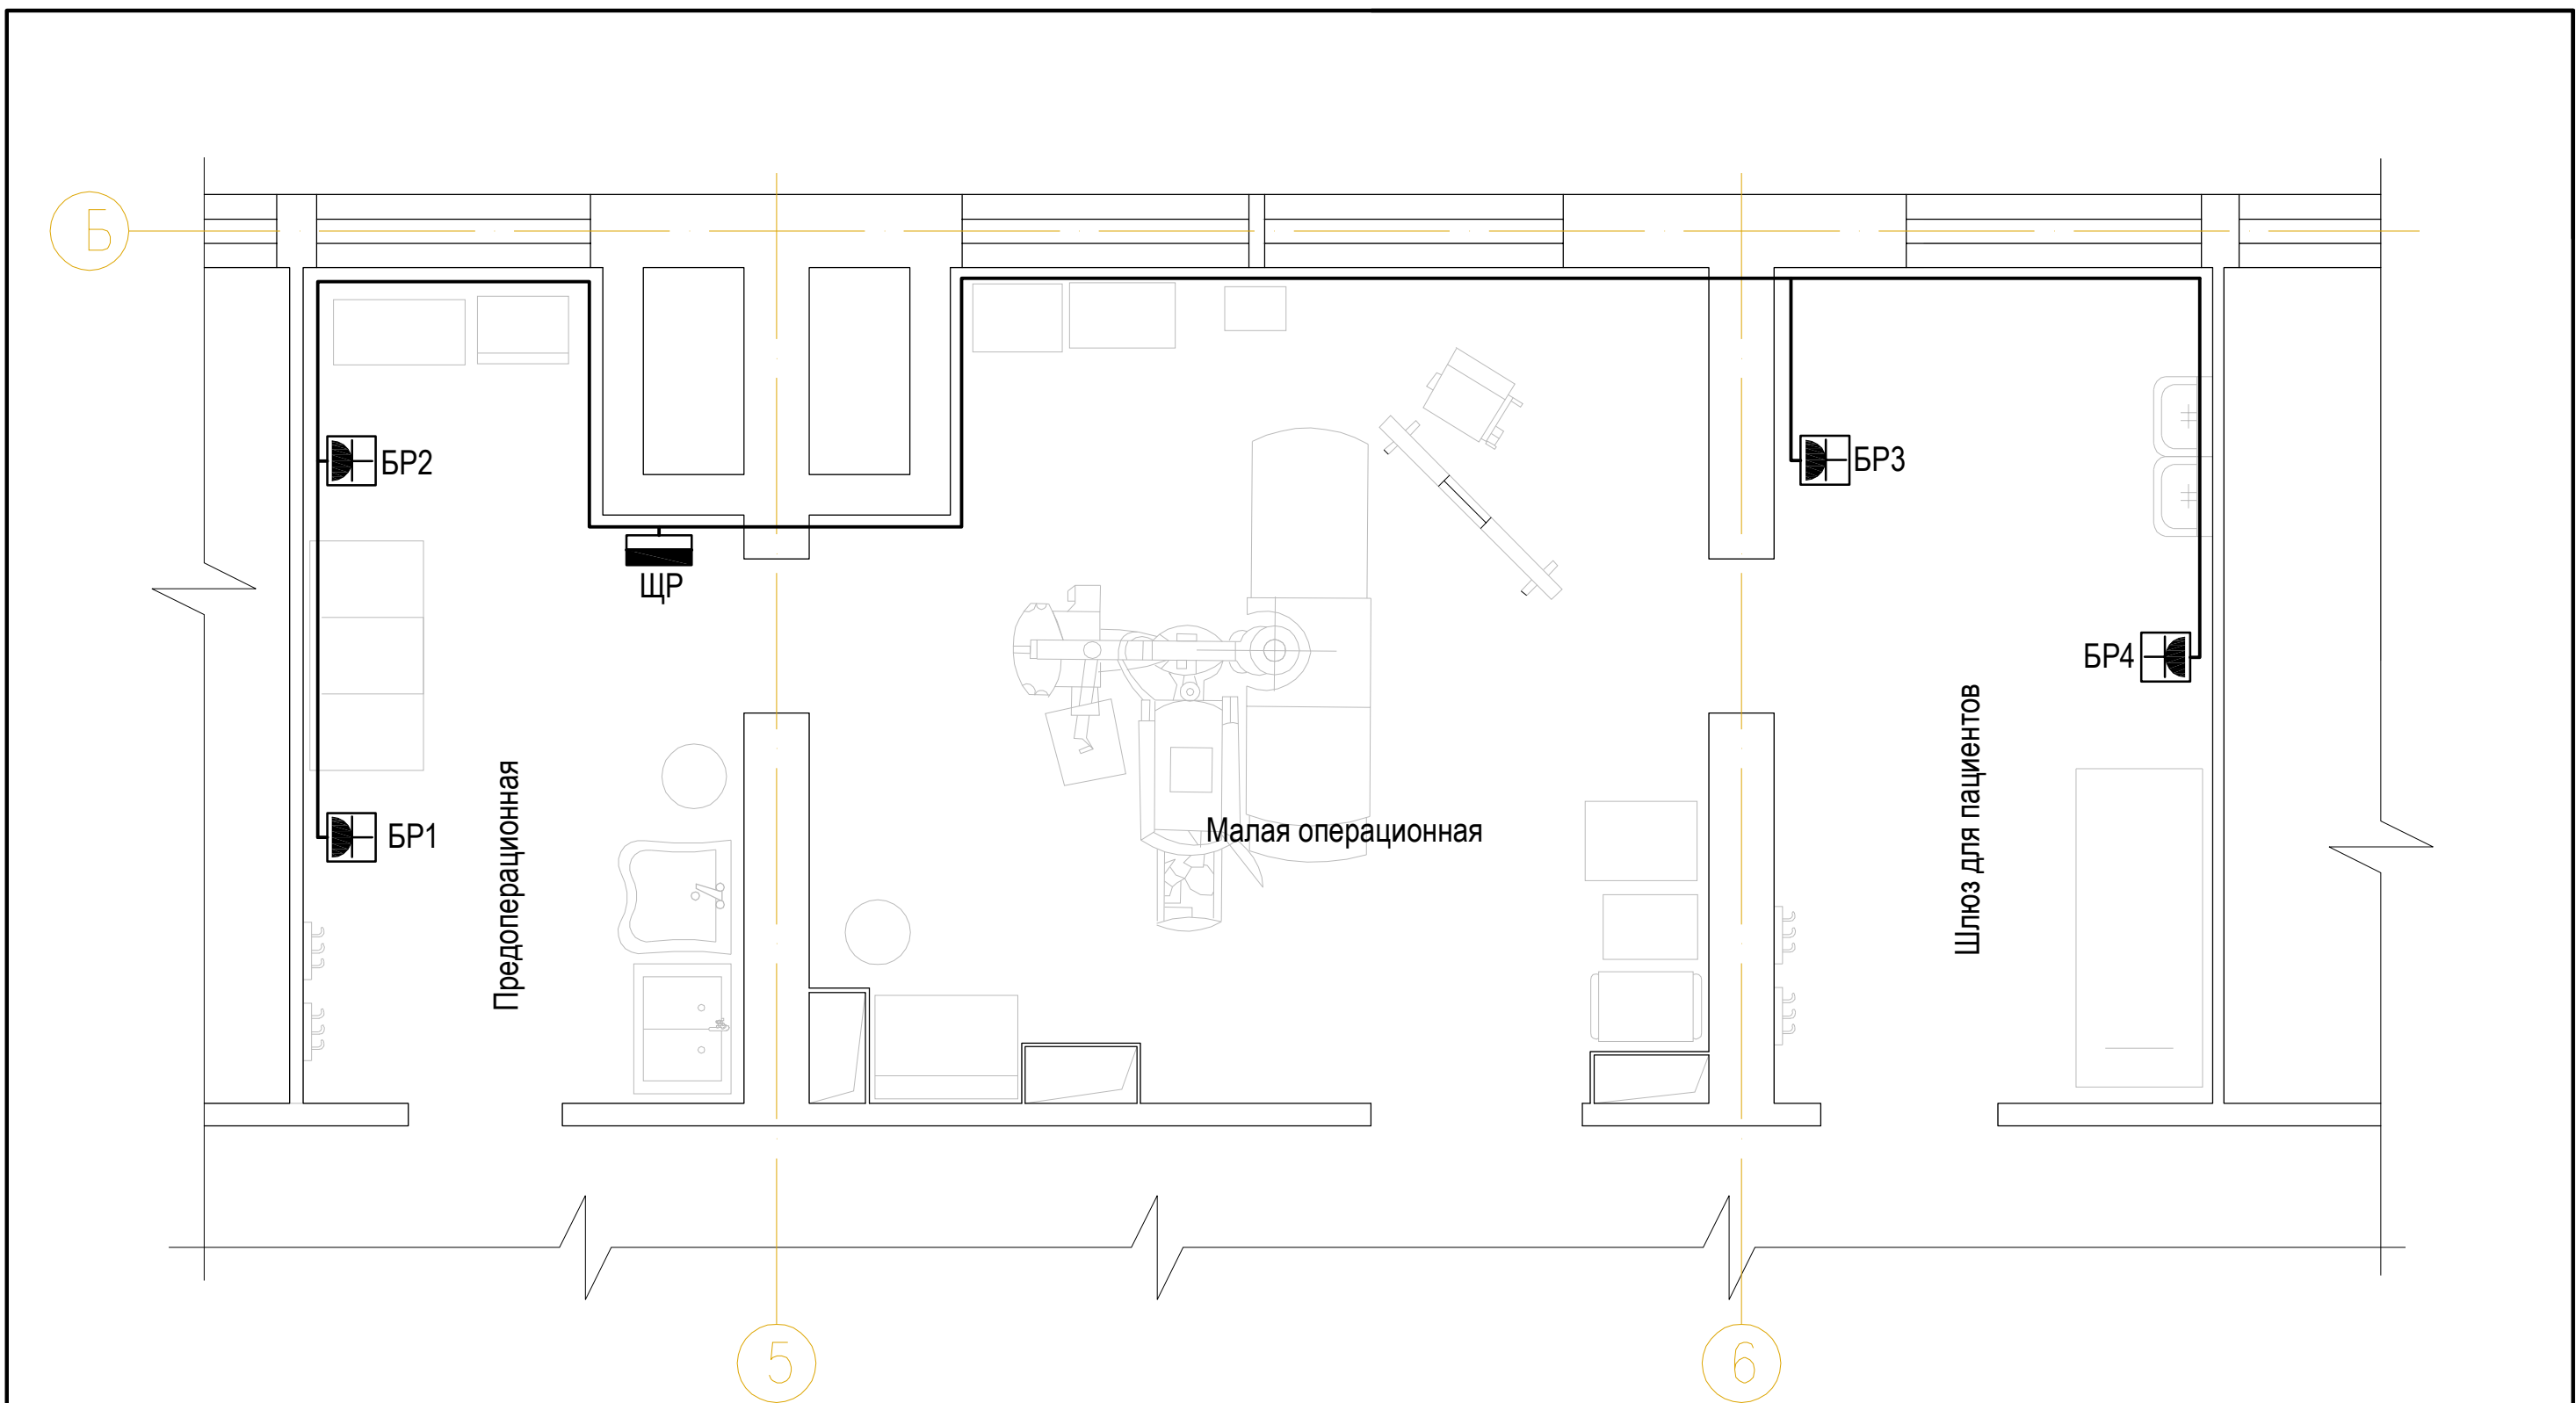 Б
БР2
БР3
ЩР
БР4
БР1
Предоперационная
Малая операционная
Шлюз для пациентов
5
6